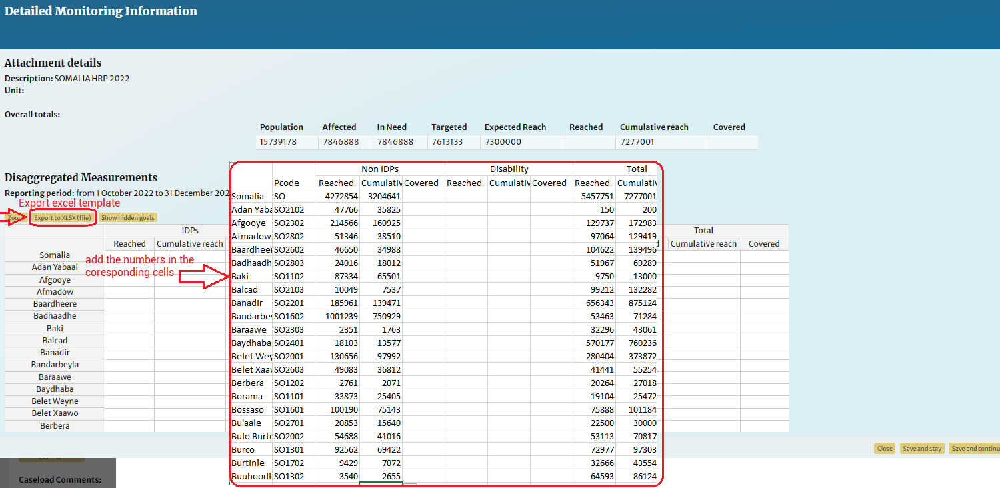 Detailed Monitoring Information
Attachment details
Description: SOMALIA HRP 2022
Unit:
Overall totals:
Population Affected In Need Targeted Expected Reach Reached Cumulative reach Covered
15739178 7846888 7846888 7613133 7300000 7277001
Disaggregated Measurements
Reporting period: from 1 October 2022 to 31 December 202
Export excel template
Zoom Export to XLSX (file) Show hidden goals
IDPs
Reached Cumulative reach
Somalia
Adan Yabaal
Afgooye
Afmadow
Baardheere
Badhaadhe
Baki
Balcad
Banadir
Bandarbeyla
Baraawe
Baydhaba
Belet Weyne
Belet Xaawo
Berbera
add the numbers in the
coresponding cells
Non IDPs Disability Total
Pcode Reached Cumulativ Covered Reached Cumulativ Covered Reached Cumulativ
Somalia SO 4272854 3204641 5457751 7277001
Adan Yaba SO2102 47766 35825 150 200
Afgooye SO2302 214566 160925 129737 172983
Afmadow SO2802 51346 38510 97064 129419
Baardheer SO2602 46650 34988 104622 139496
Badhaadh SO2803 24016 18012 51967 69289
Baki SO1102 87334 65501 9750 13000
Balcad SO2103 10049 7537 99212 132282
Banadir SO2201 185961 139471 656343 875124
Bandarbey SO1602 1001239 750929 53463 71284
Baraawe SO2303 2351 1763 32296 43061
Baydhaba SO2401 18103 13577 570177 760236
Belet Wey SO2001 130656 97992 280404 373872
Belet Xaaw SO2603 49083 36812 41441 55254
Berbera SO1202 2761 2071 20264 27018
Borama SO1101 33873 25405 19104 25472
Bossaso SO1601 100190 75143 75888 101184
Bu'aale SO2701 20853 15640 22500 30000
Bulo Burto SO2002 54688 41016 53113 70817
Burco SO1301 92562 69422 72977 97303
Burtinle SO1702 9429 7072 32666 43554
Buuhoodl SO1302 3540 2655 64593 86124
Total
d Cumulative reach Covered
Close Save and stay Save and continu
Caseload Comments: